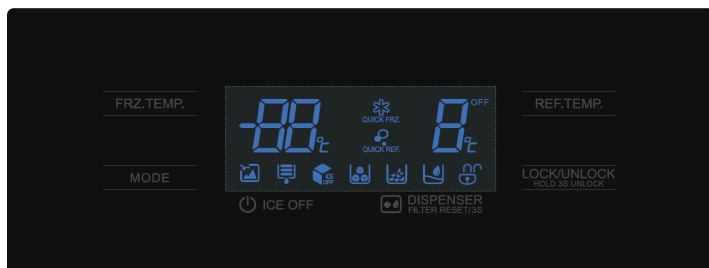 FRZ.TEMP.
-88°C
QUICK FRZ.
QUICK REF.
8°C
OFF
REF.TEMP.
MODE
ICE
OFF
LOCK/UNLOCK
HOLD 3S UNLOCK
ICE OFF
DISPENSER
FILTER RESET/3S